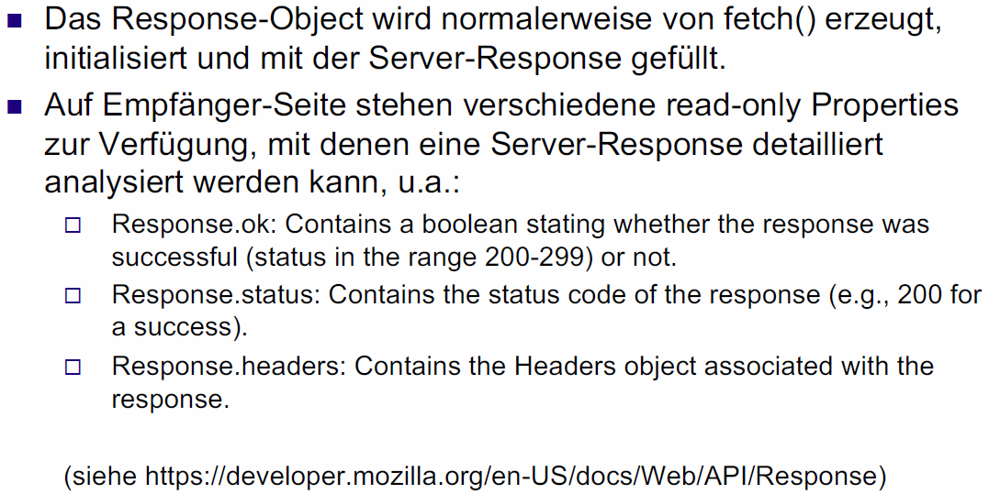 Das Response-Object wird normalerweise von fetch() erzeugt,
initialisiert und mit der Server-Response gefüllt.
Auf Empfänger-Seite stehen verschiedene read-only Properties
zur Verfügung, mit denen eine Server-Response detailliert
analysiert werden kann, u.a.:
Response.ok: Contains a boolean stating whether the response was
successful (status in the range 200-299) or not.
Response.status: Contains the status code of the response (e.g., 200 for
a success).
Response.headers: Contains the Headers object associated with the
response.
(siehe https://developer.mozilla.org/en-US/docs/Web/API/Response)